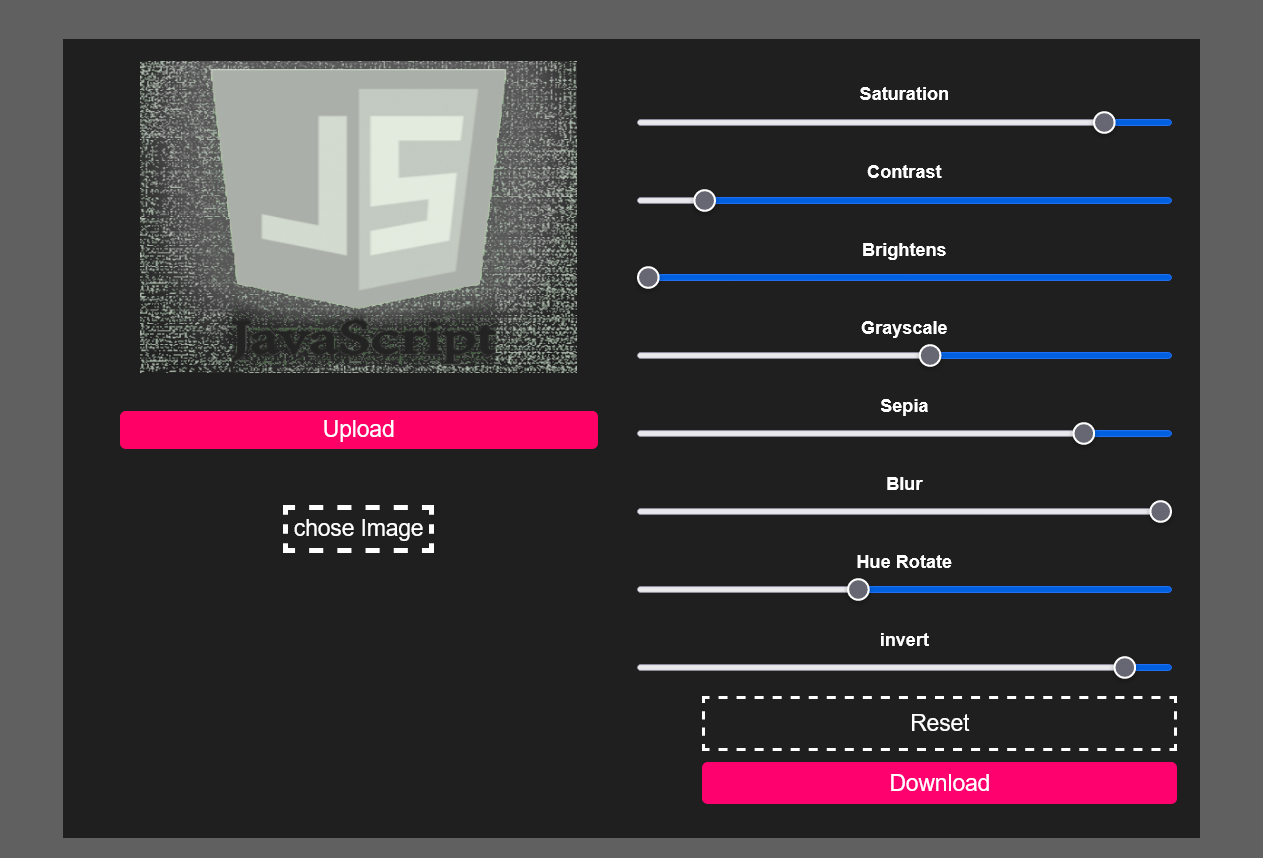 JS
JavaScript
Upload
chose Image
Saturation
Contrast
Brightens
Grayscale
Sepia
Blur
Hue Rotate
invert
Reset
Download